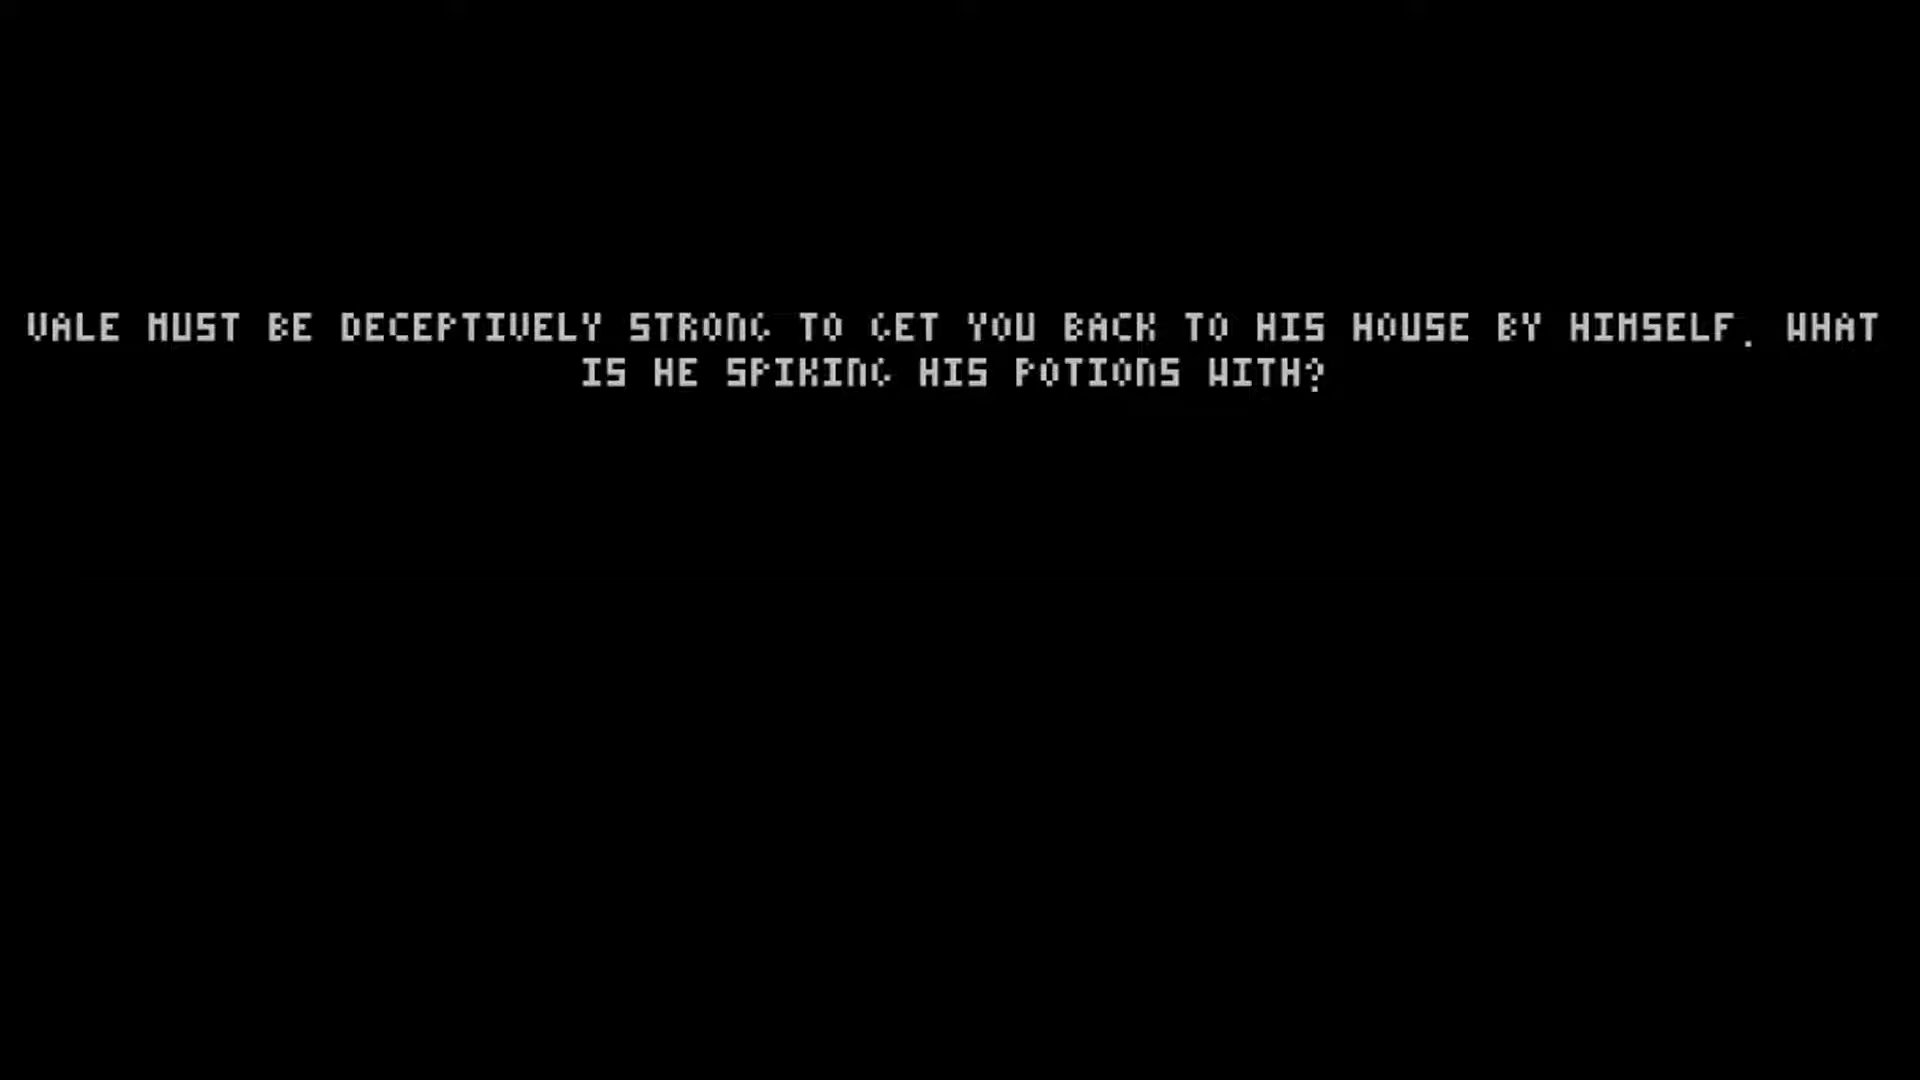 VALE MUST BE DECEPTIVELY STRONG TO GET YOU BACK TO HIS HOUSE BY HIMSELF. WHAT
IS HE SPIKING HIS POTIONS WITH?